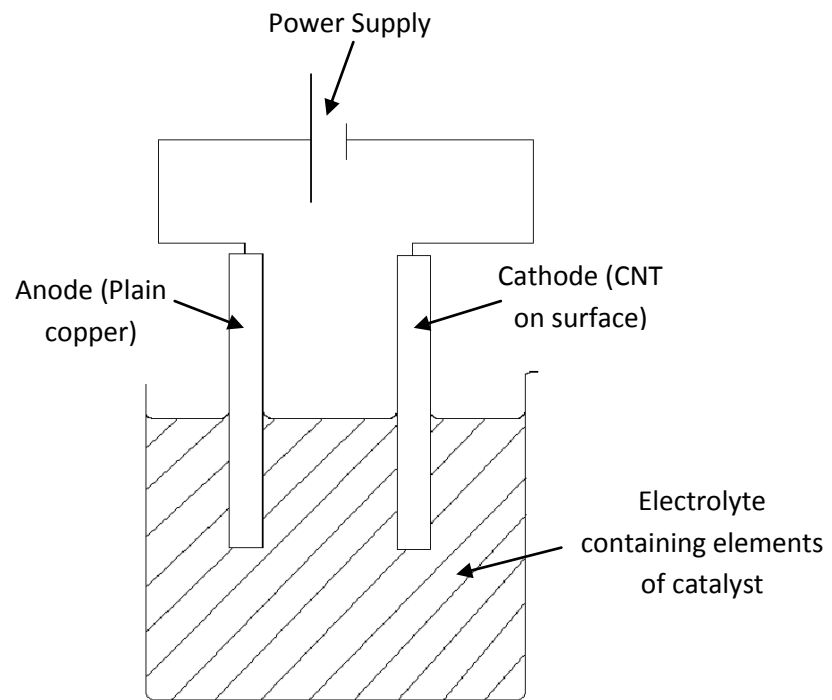 Power Supply
Anode (Plain
copper)
Cathode (CNT
on surface)
Electrolyte
containing elements
of catalyst